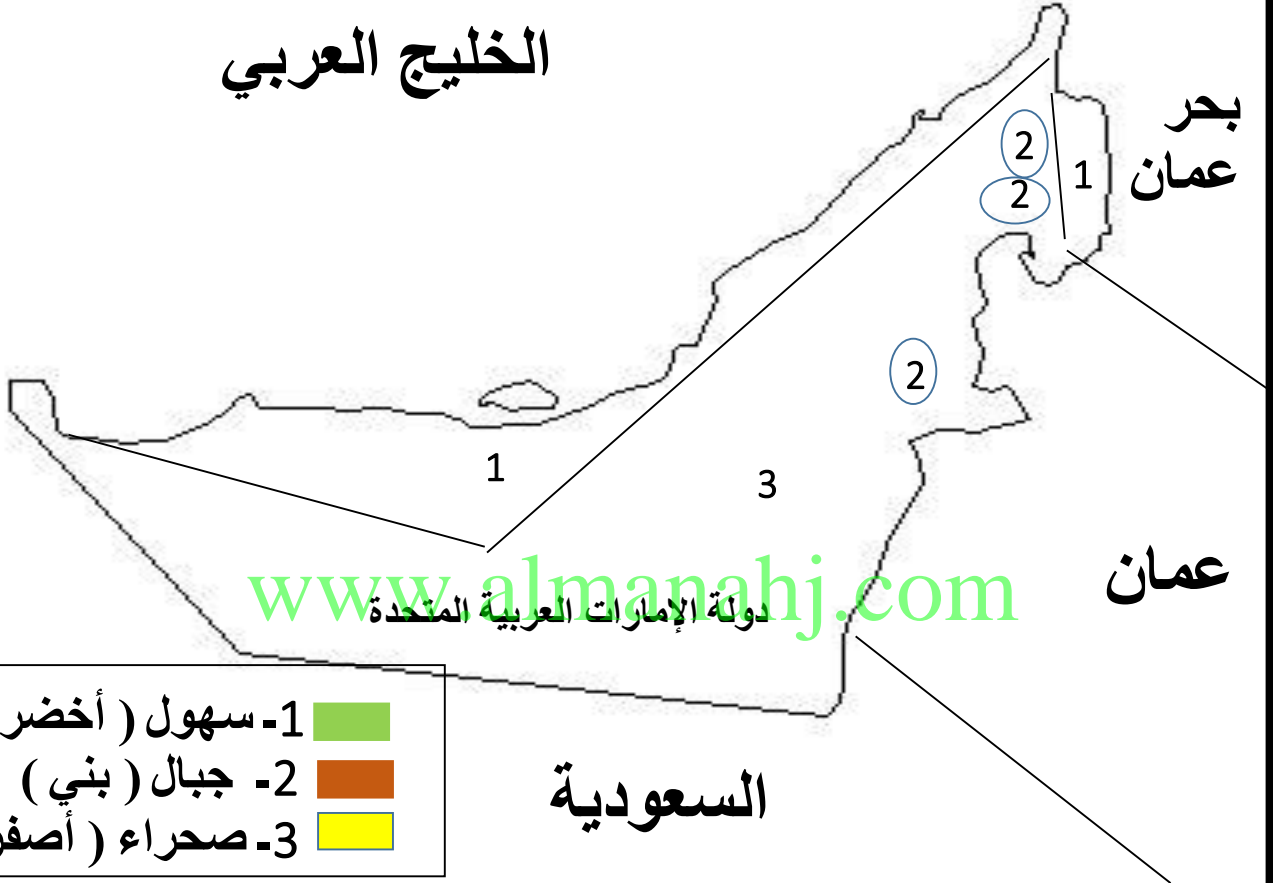 الخليج العربي
بحر
عمان
2
2
1
2
1
3
عمان
www.almanahj.com
دولة الإمارات العربية المتحدة
السعودية
1- سهول ( أخضر
2- جبال ( بني )
3- صحراء ( أصفر